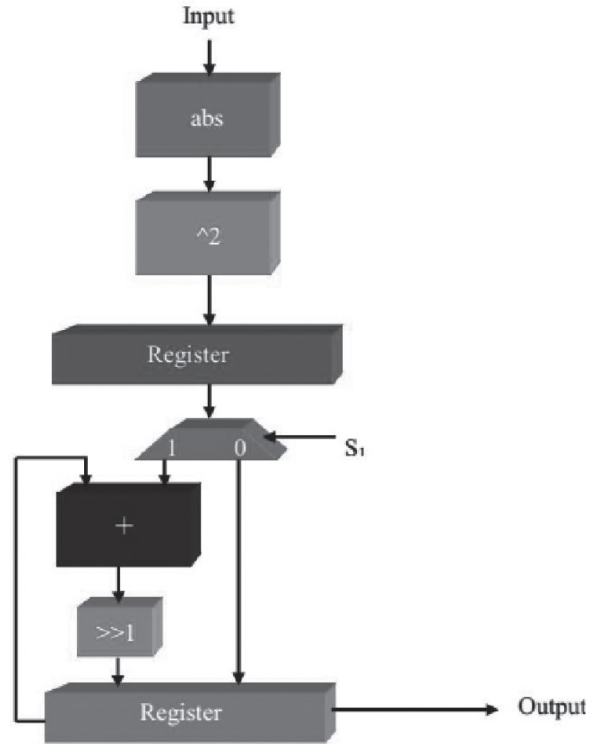 Input
abs
^2
Register
1 0
S₁
+
>>1
Register
Output